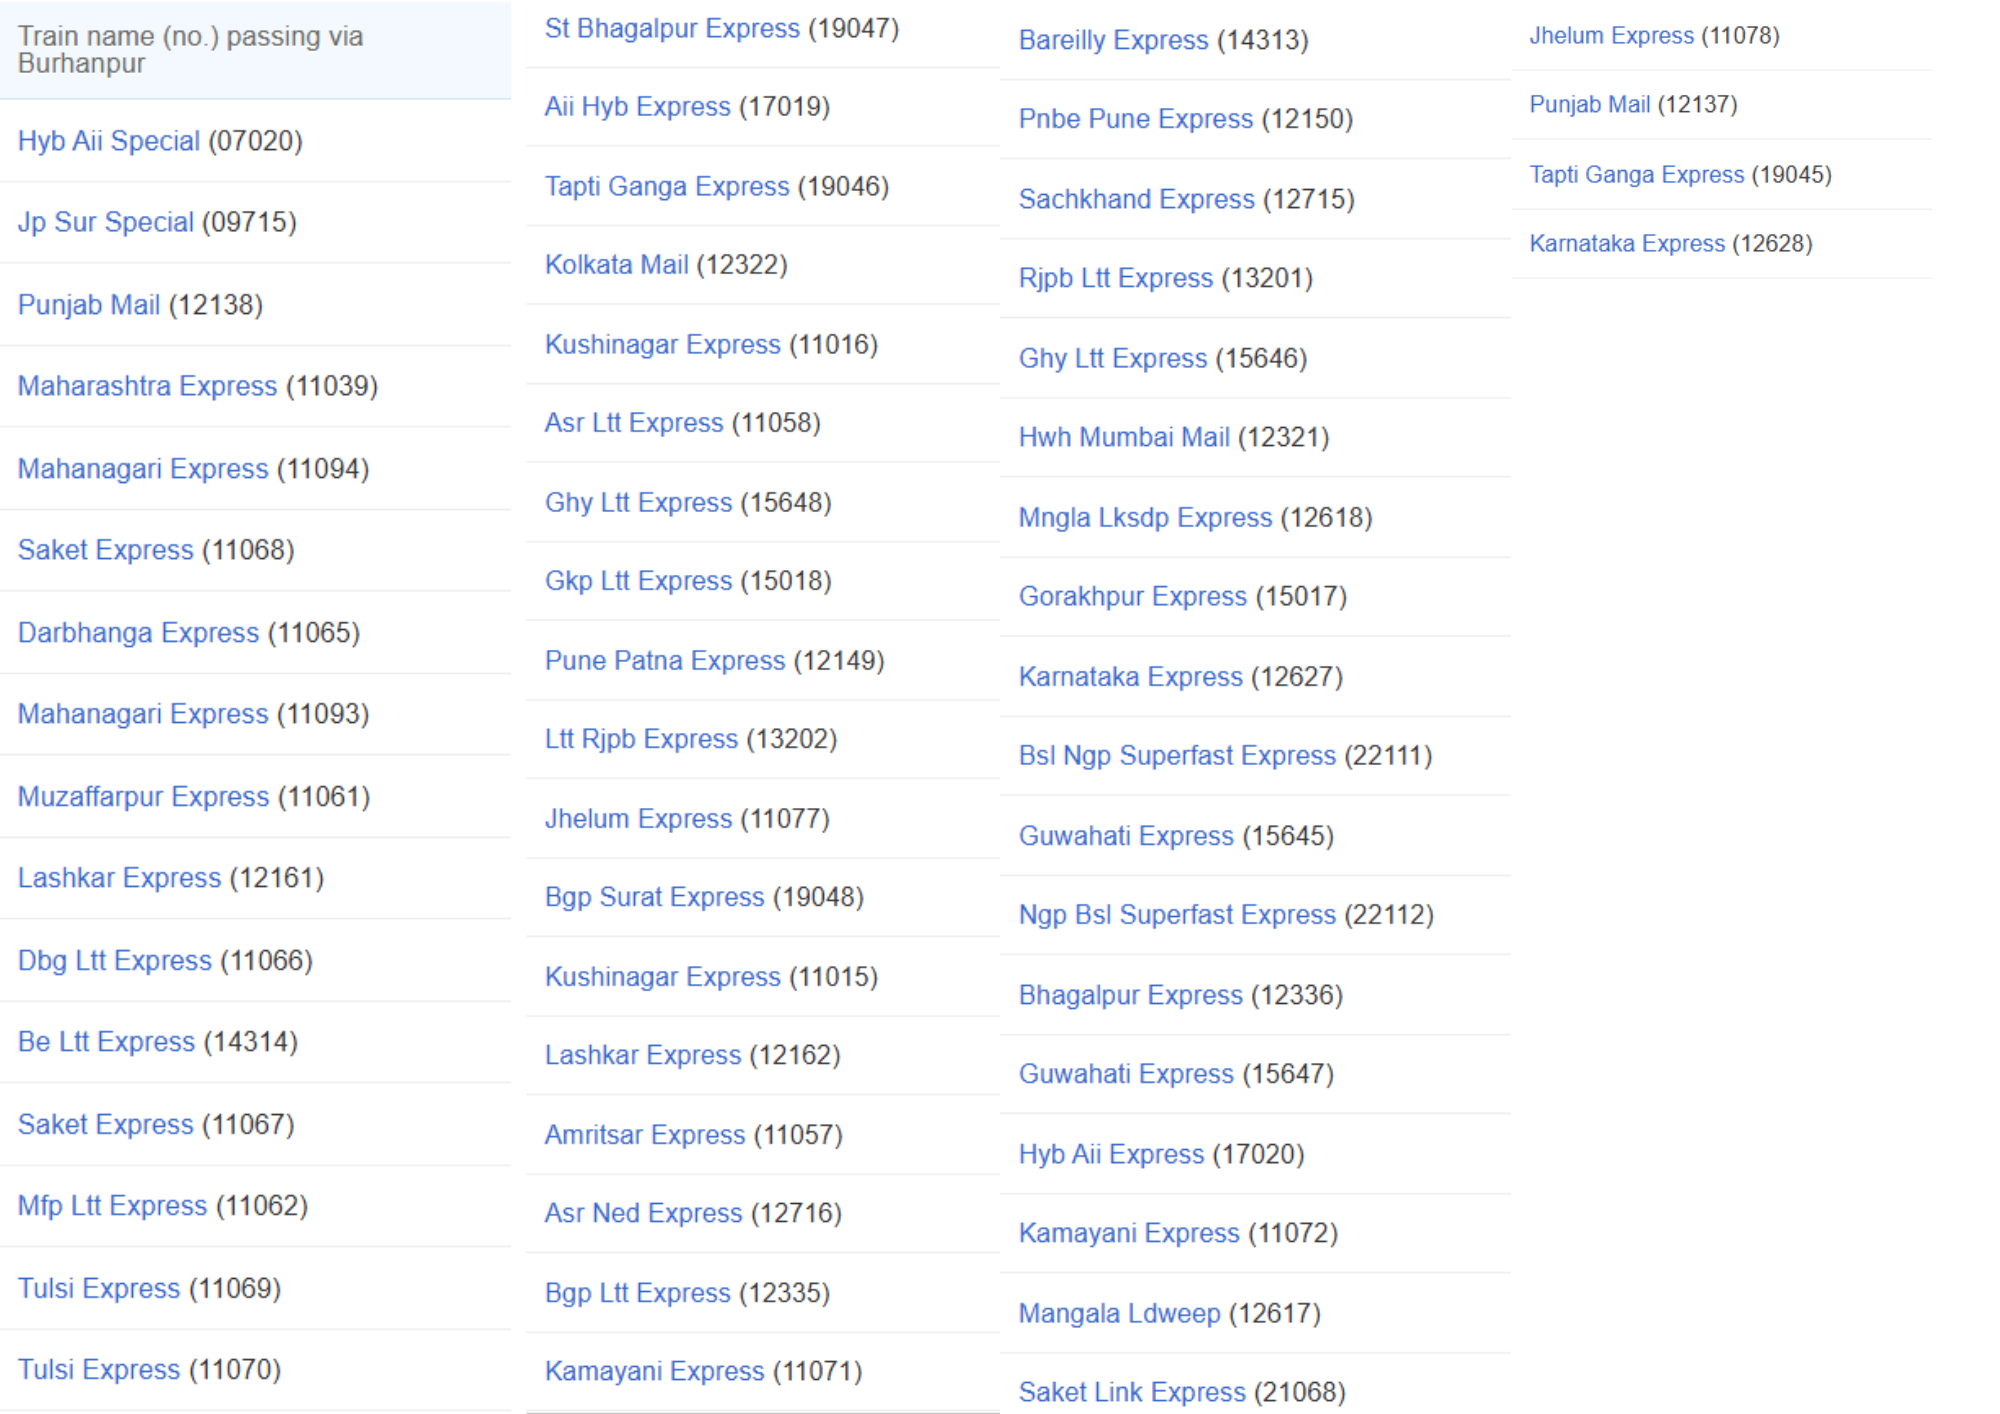 Train name (no.) passing via
Burhanpur
Hyb Aii Special (07020)
Jp Sur Special (09715)
Punjab Mail (12138)
Maharashtra Express (11039)
Mahanagari Express (11094)
Saket Express (11068)
Darbhanga Express (11065)
Mahanagari Express (11093)
Muzaffarpur Express (11061)
Lashkar Express (12161)
Dbg Ltt Express (11066)
Be Ltt Express (14314)
Saket Express (11067)
Mfp Ltt Express (11062)
Tulsi Express (11069)
Tulsi Express (11070)
St Bhagalpur Express (19047)
Aii Hyb Express (17019)
Tapti Ganga Express (19046)
Kolkata Mail (12322)
Kushinagar Express (11016)
Asr Ltt Express (11058)
Ghy Ltt Express (15648)
Gkp Ltt Express (15018)
Pune Patna Express (12149)
Ltt Rjpb Express (13202)
Jhelum Express (11077)
Bgp Surat Express (19048)
Kushinagar Express (11015)
Lashkar Express (12162)
Amritsar Express (11057)
Asr Ned Express (12716)
Bgp Ltt Express (12335)
Kamayani Express (11071)
Bareilly Express (14313)
Pnbe Pune Express (12150)
Sachkhand Express (12715)
Rjpb Ltt Express (13201)
Ghy Ltt Express (15646)
Hwh Mumbai Mail (12321)
Mngla Lksdp Express (12618)
Gorakhpur Express (15017)
Karnataka Express (12627)
Bsl Ngp Superfast Express (22111)
Guwahati Express (15645)
Ngp Bsl Superfast Express (22112)
Bhagalpur Express (12336)
Guwahati Express (15647)
Hyb Aii Express (17020)
Kamayani Express (11072)
Mangala Ldweep (12617)
Saket Link Express (21068)
Jhelum Express (11078)
Punjab Mail (12137)
Tapti Ganga Express (19045)
Karnataka Express (12628)